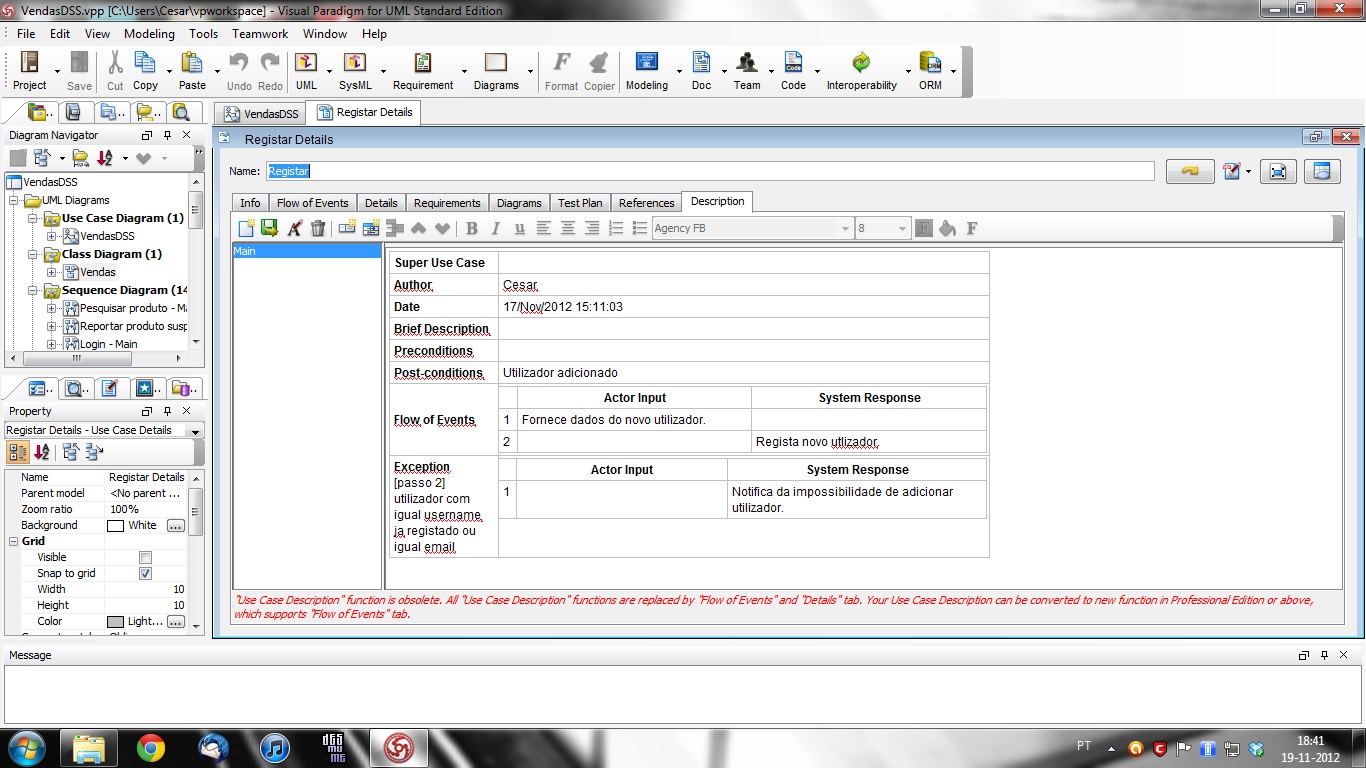 VendasDSS.vpp [C:\Users\Cesar\vpworkspace] - Visual Paradigm for UML Standard Edition
File Edit View Modeling Tools Teamwork Window Help
Project Save Cut Copy Paste Undo Redo UML SysML Requirement Diagrams Format Copier Modeling Doc Team Code Interoperability ORM
VendasDSS Registar Details
Diagram Navigator
Registar Details
Name: Registar
VendasDSS
UML Diagrams
Use Case Diagram (1)
VendasDSS
Class Diagram (1)
Vendas
Sequence Diagram (14
Pesquisar produto - Ma
Reportar produto susp
Login - Main
Info Flow of Events Details Requirements Diagrams Test Plan References Description
B I u Agency FB 8 F F
Main
Super Use Case
Author Cesar
Date 17/Nov/2012 15:11:03
Brief Description
Preconditions
Post-conditions Utilizador adicionado
Flow of Events
Actor Input System Response
1 Fornece dados do novo utilizador.
2 Regista novo utlizador.
Exception
[passo 2]
utilizador com
igual username
ja registado ou
igual email
Actor Input System Response
1 Notifica da impossibilidade de adicionar
utilizador.
"Use Case Description" function is obsolete. All "Use Case Description" functions are replaced by "Flow of Events" and "Details" tab. Your Use Case Description can be converted to new function in Professional Edition or above,
which supports "Flow of Events" tab.
Property
Registar Details - Use Case Details
Name Registar Details
Parent model <No parent ...
Zoom ratio 100%
Background White ...
Grid
Visible
Snap to grid
Width 10
Height 10
Color Light... ...
Message
PT
18:41
19-11-2012